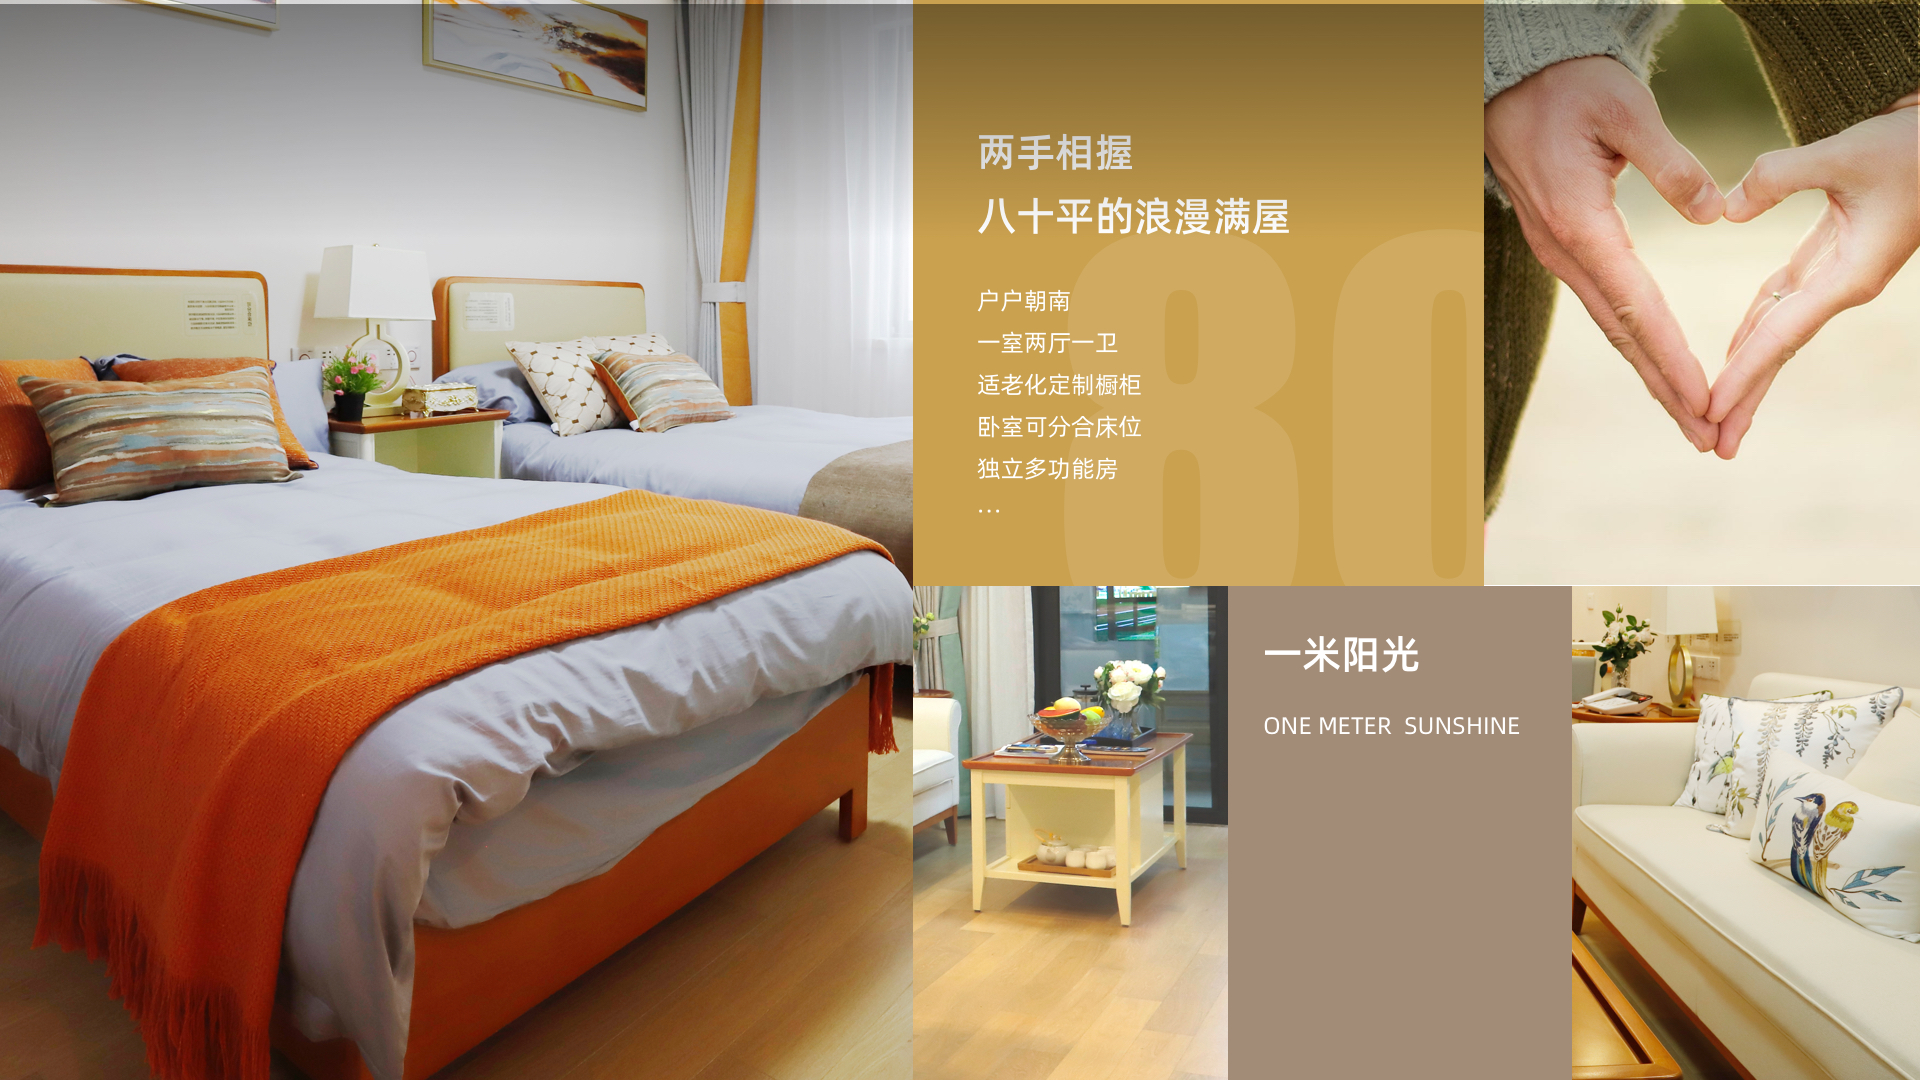 两手相握
八十平的浪漫满屋
80
户户朝南
一室两厅一卫
适老化定制橱柜
卧室可分合床位
独立多功能房
...
一米阳光
ONE METER SUNSHINE